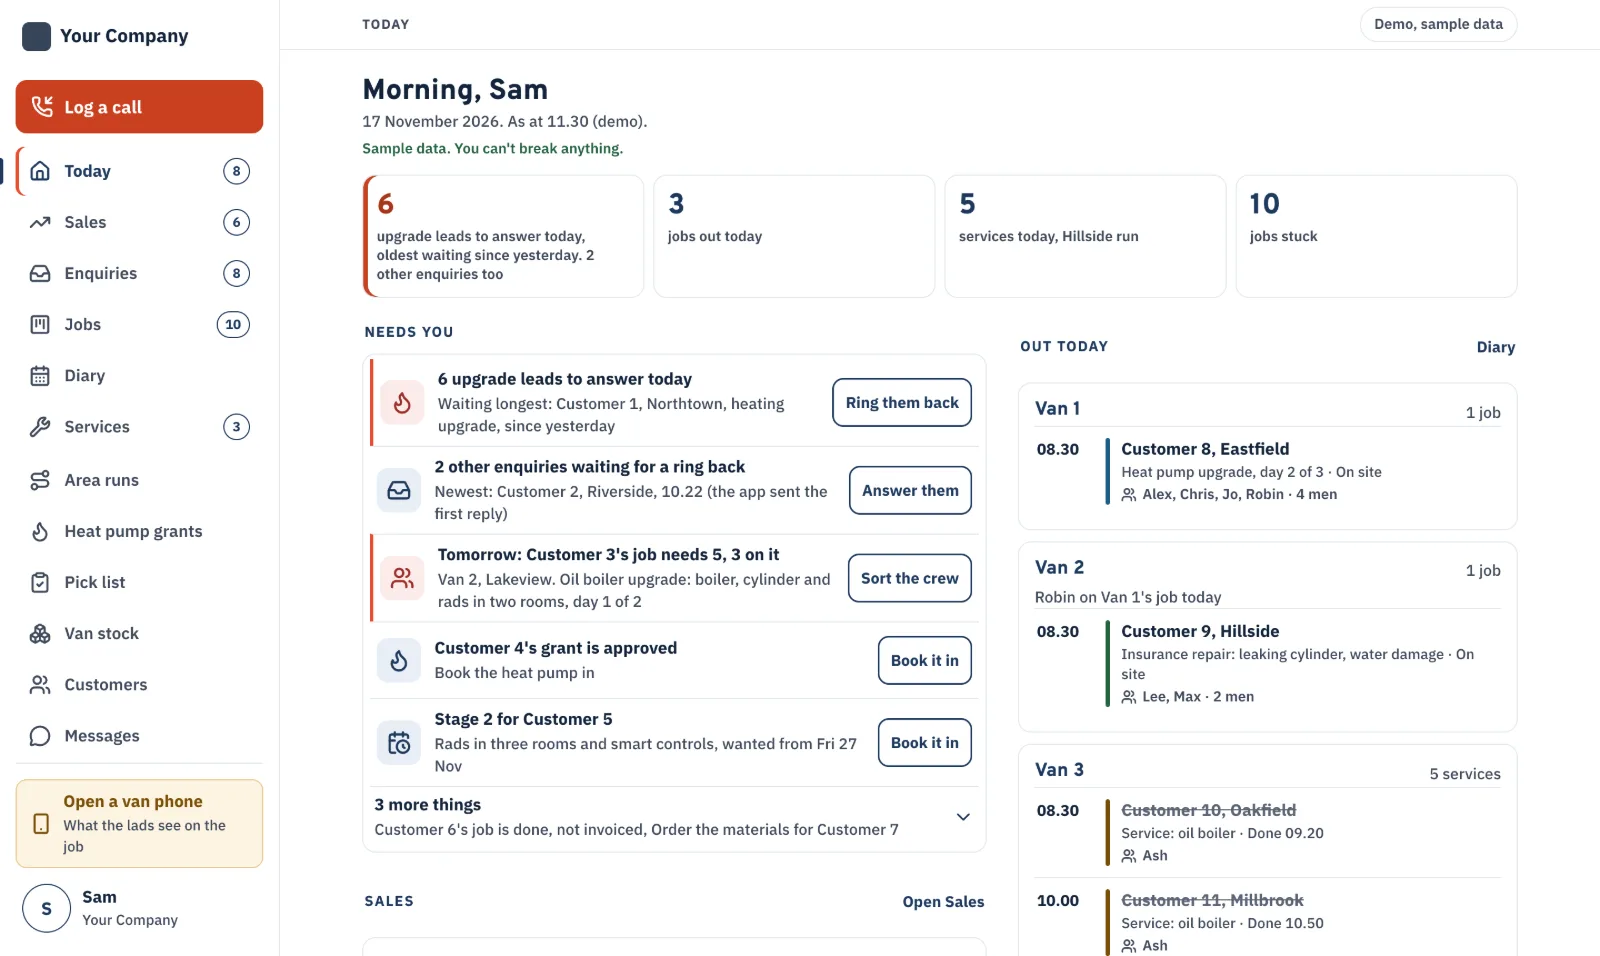 Your Company
Log a call
Today 8
Sales 6
Enquiries 8
Jobs 10
Diary
Services 3
Area runs
Heat pump grants
Pick list
Van stock
Customers
Messages
Open a van phone
What the lads see on the
job
S
Sam
Your Company
TODAY
Demo, sample data
Morning, Sam
17 November 2026. As at 11.30 (demo).
Sample data. You can't break anything.
6
upgrade leads to answer today,
oldest waiting since yesterday. 2
other enquiries too
3
jobs out today
5
services today, Hillside run
10
jobs stuck
NEEDS YOU
6 upgrade leads to answer today
Waiting longest: Customer 1, Northtown, heating
upgrade, since yesterday
Ring them back
2 other enquiries waiting for a ring back
Newest: Customer 2, Riverside, 10.22 (the app sent the
first reply)
Answer them
Tomorrow: Customer 3's job needs 5, 3 on it
Van 2, Lakeview. Oil boiler upgrade: boiler, cylinder and
rads in two rooms, day 1 of 2
Sort the crew
Customer 4's grant is approved
Book the heat pump in
Book it in
Stage 2 for Customer 5
Rads in three rooms and smart controls, wanted from Fri 27
Nov
Book it in
3 more things
Customer 6's job is done, not invoiced, Order the materials for Customer 7
SALES
Open Sales
OUT TODAY
Diary
Van 1
1 job
08.30
Customer 8, Eastfield
Heat pump upgrade, day 2 of 3 · On site
Alex, Chris, Jo, Robin · 4 men
Van 2
1 job
Robin on Van 1's job today
08.30
Customer 9, Hillside
Insurance repair: leaking cylinder, water damage · On
site
Lee, Max · 2 men
Van 3
5 services
08.30
Customer 10, Oakfield
Service: oil boiler · Done 09.20
Ash
10.00
Customer 11, Millbrook
Service: oil boiler · Done 10.50
Ash